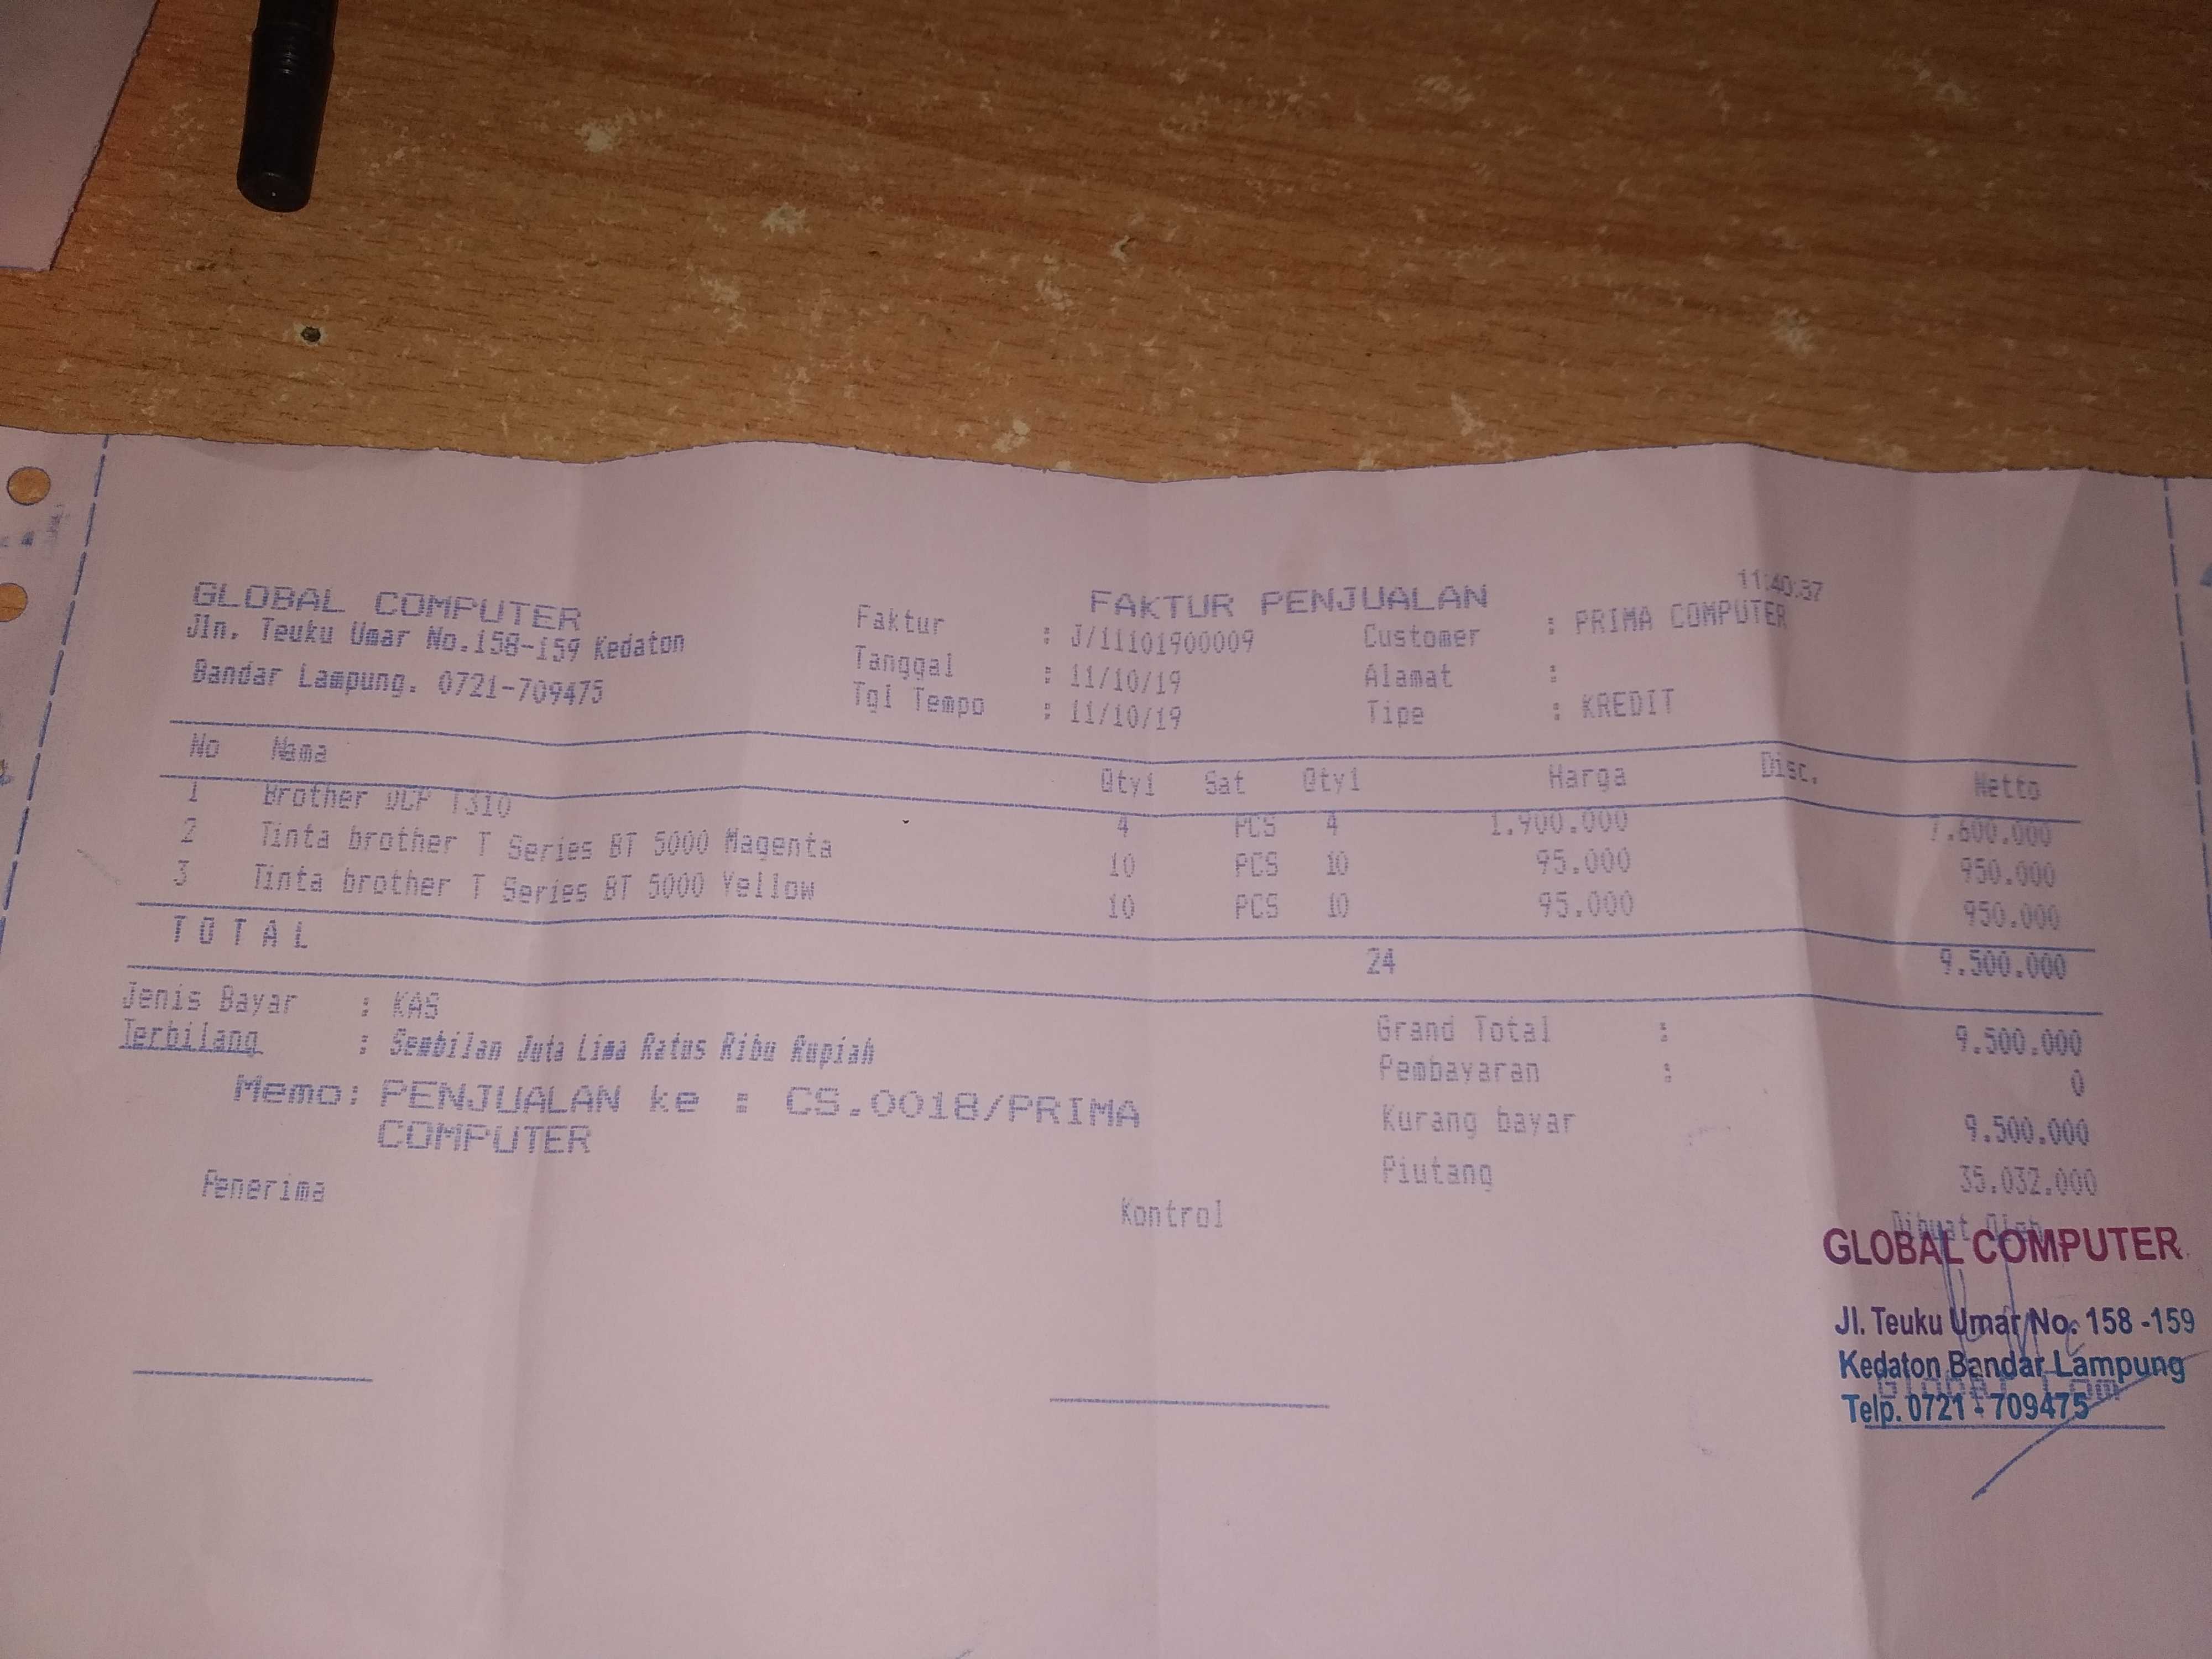 11:40:37
GLOBAL COMPUTER
Jln. Teuku Umar No.158-159 Kedaton
Bandar Lampung. 0721-709475
FAKTUR PENJUALAN
Faktur : J/11101900009
Tanggal : 11/10/19
Tgl Tempo : 11/10/19
Customer : PRIMA COMPUTER
Alamat :
Tipe : KREDIT
No Nama Qty1 Sat Qty1 Harga Disc. Netto
1 Brother DCP T310 4 PCS 4 1.900.000 7.600.000
2 Tinta brother T Series BT 5000 Magenta 10 PCS 10 95.000 950.000
3 Tinta brother T Series BT 5000 Yellow 10 PCS 10 95.000 950.000
T O T A L 24 9.500.000
Jenis Bayar : KAS
Terbilang : Sembilan Juta Lima Ratus Ribu Rupiah
Memo: PENJUALAN ke : CS.0018/PRIMA
COMPUTER
Grand Total : 9.500.000
Pembayaran : 0
Kurang bayar 9.500.000
Piutang 35.032.000
Penerima
Kontrol
Dibuat Oleh
GLOBAL COMPUTER
Jl. Teuku Umar No. 158 -159
Kedaton Bandar Lampung
Telp. 0721 - 709475